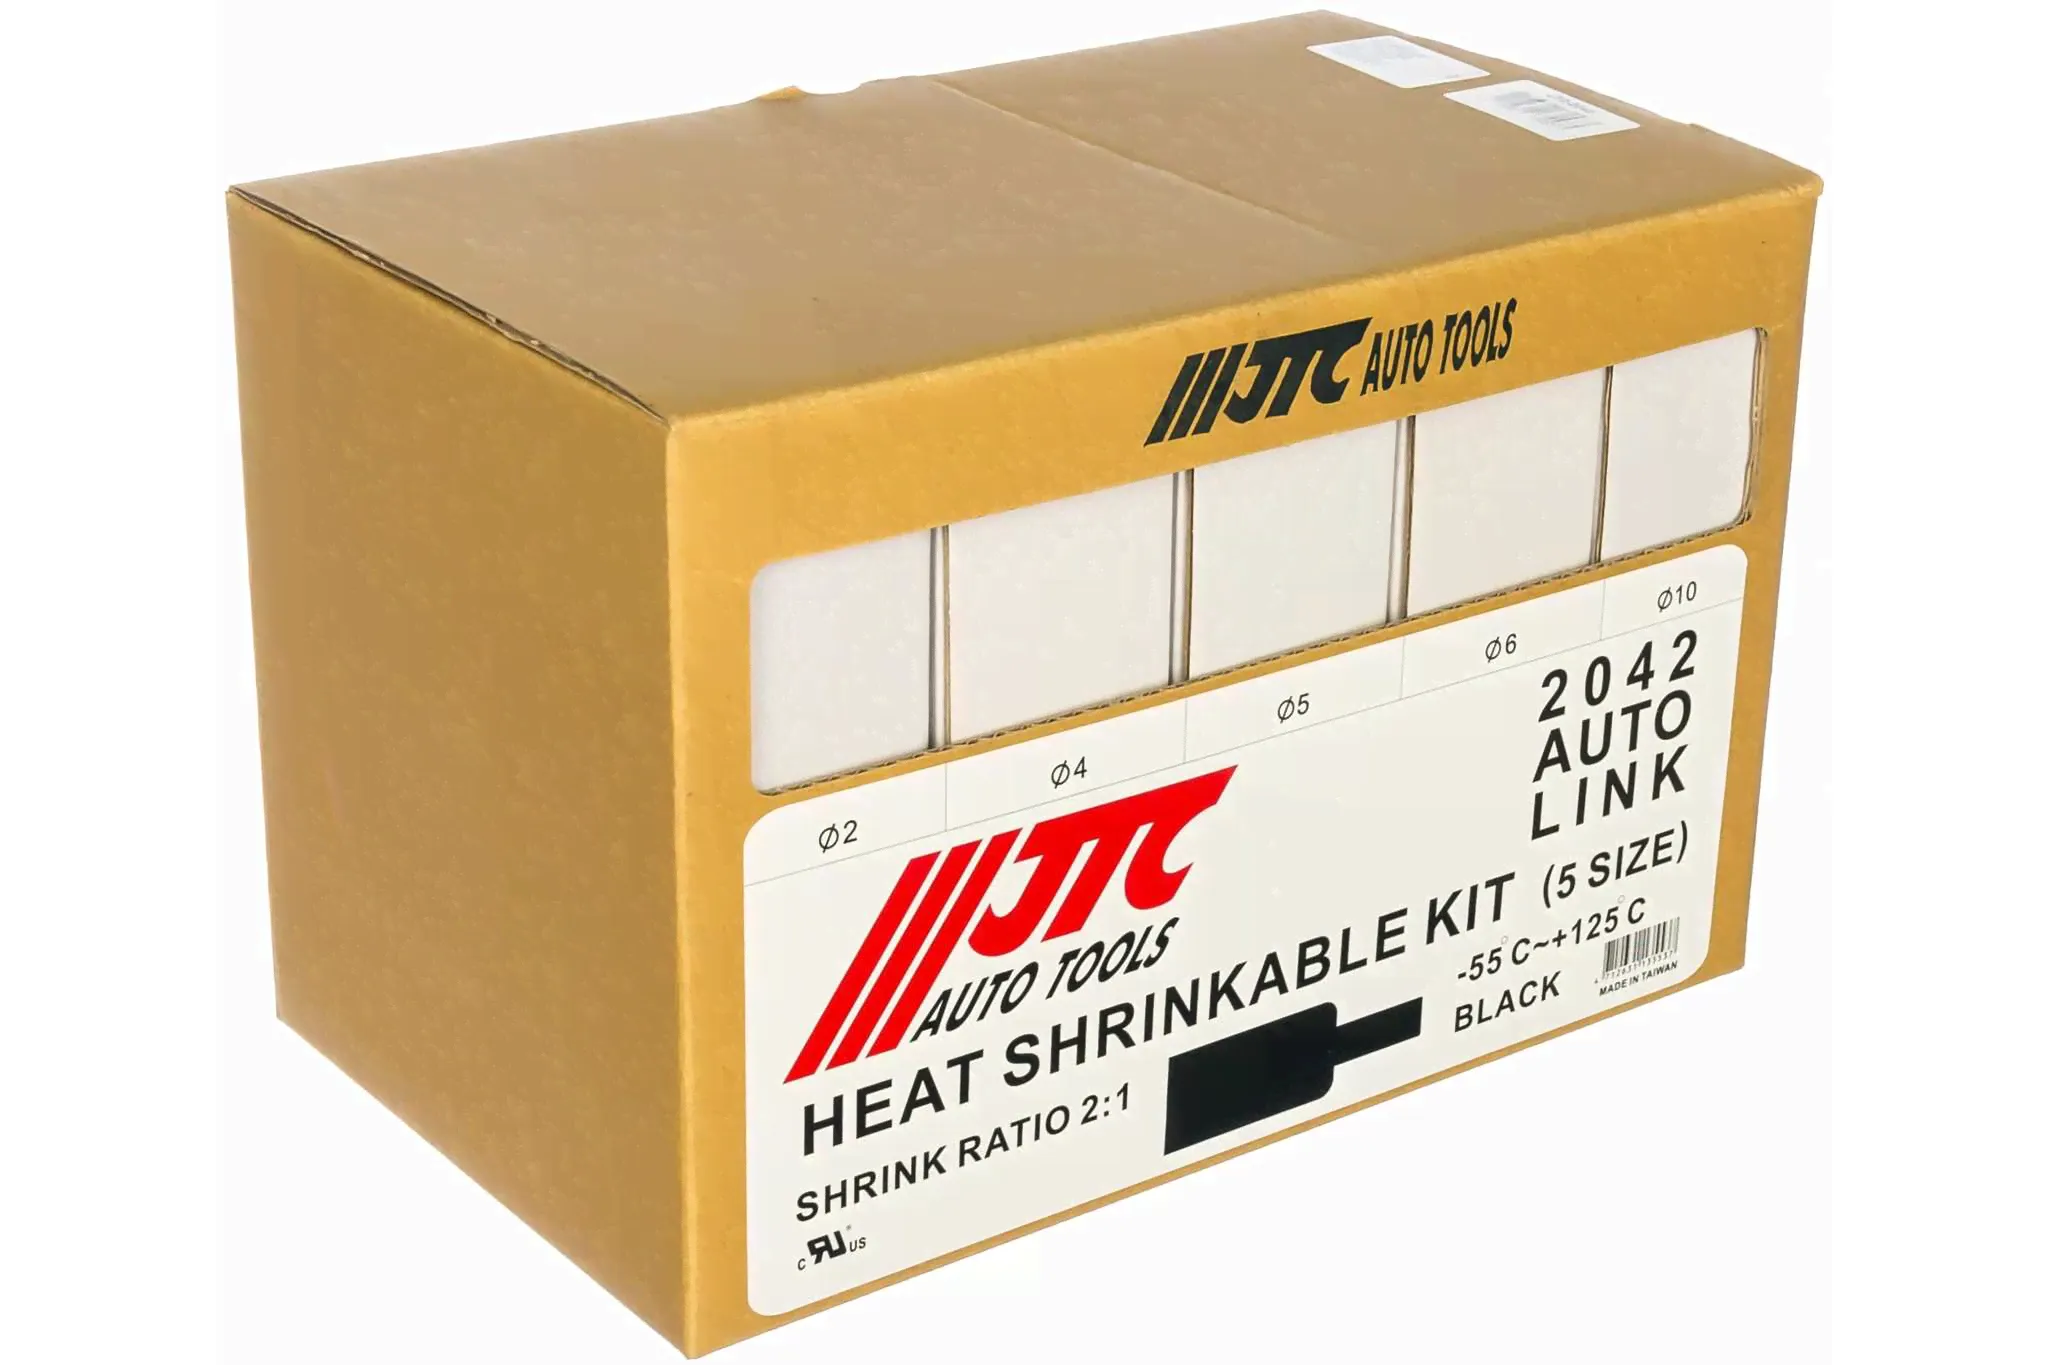 JTC AUTO TOOLS
Ø2
Ø4
Ø5
Ø6
Ø10
2042
AUTO
LINK
JTC
AUTO TOOLS
HEAT SHRINKABLE KIT (5 SIZE)
SHRINK RATIO 2:1
-55°C~+125°C
BLACK
MADE IN TAIWAN
c RU® US